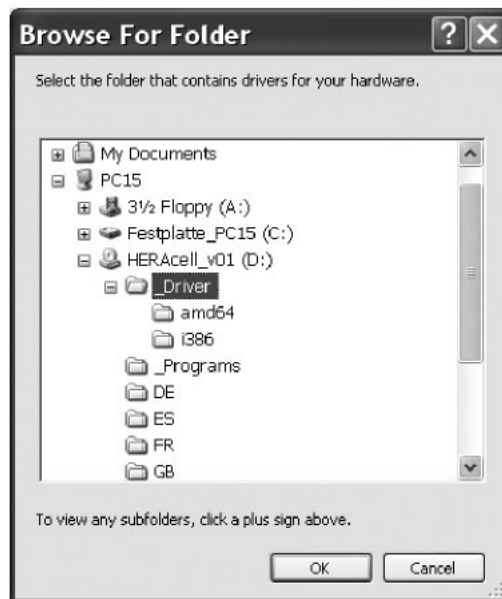 Browse For Folder
Select the folder that contains drivers for your hardware.
My Documents
PC15
3½ Floppy (A:)
Festplatte_PC15 (C:)
HERAcell_v01 (D:)
_Driver
amd64
i386
_Programs
DE
ES
FR
GB
To view any subfolders, click a plus sign above.
OK Cancel